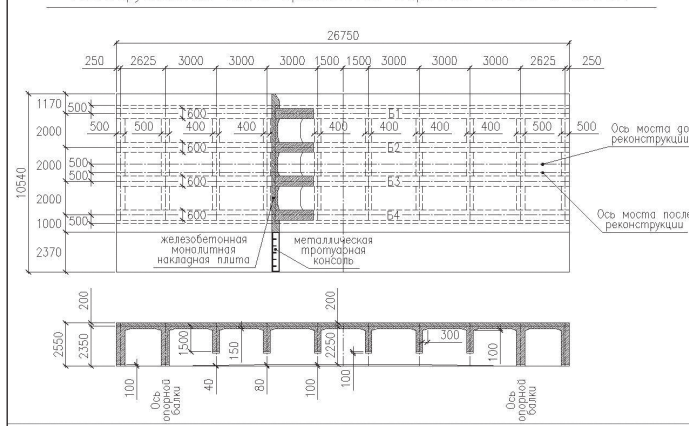 26750
250 2625 3000 3000 3000 1500 1500 3000 3000 3000 2625 250
10540
1170 500 600 Б1
2000
500 500 400 400 400 400 400 400 500 500
Б2
600
2000 500 500
600 Б3
2000
600 Б4
1000 500
2370
Ось моста до
реконструкции
Ось моста после
реконструкции
железобетонная
монолитная
накладная плита
металлическая
тротуарная
консоль
200 200
2550 2350 1500 150 2250 300 100
100 40 80 100 100
Ось
опорной
балки
Ось
опорной
балки